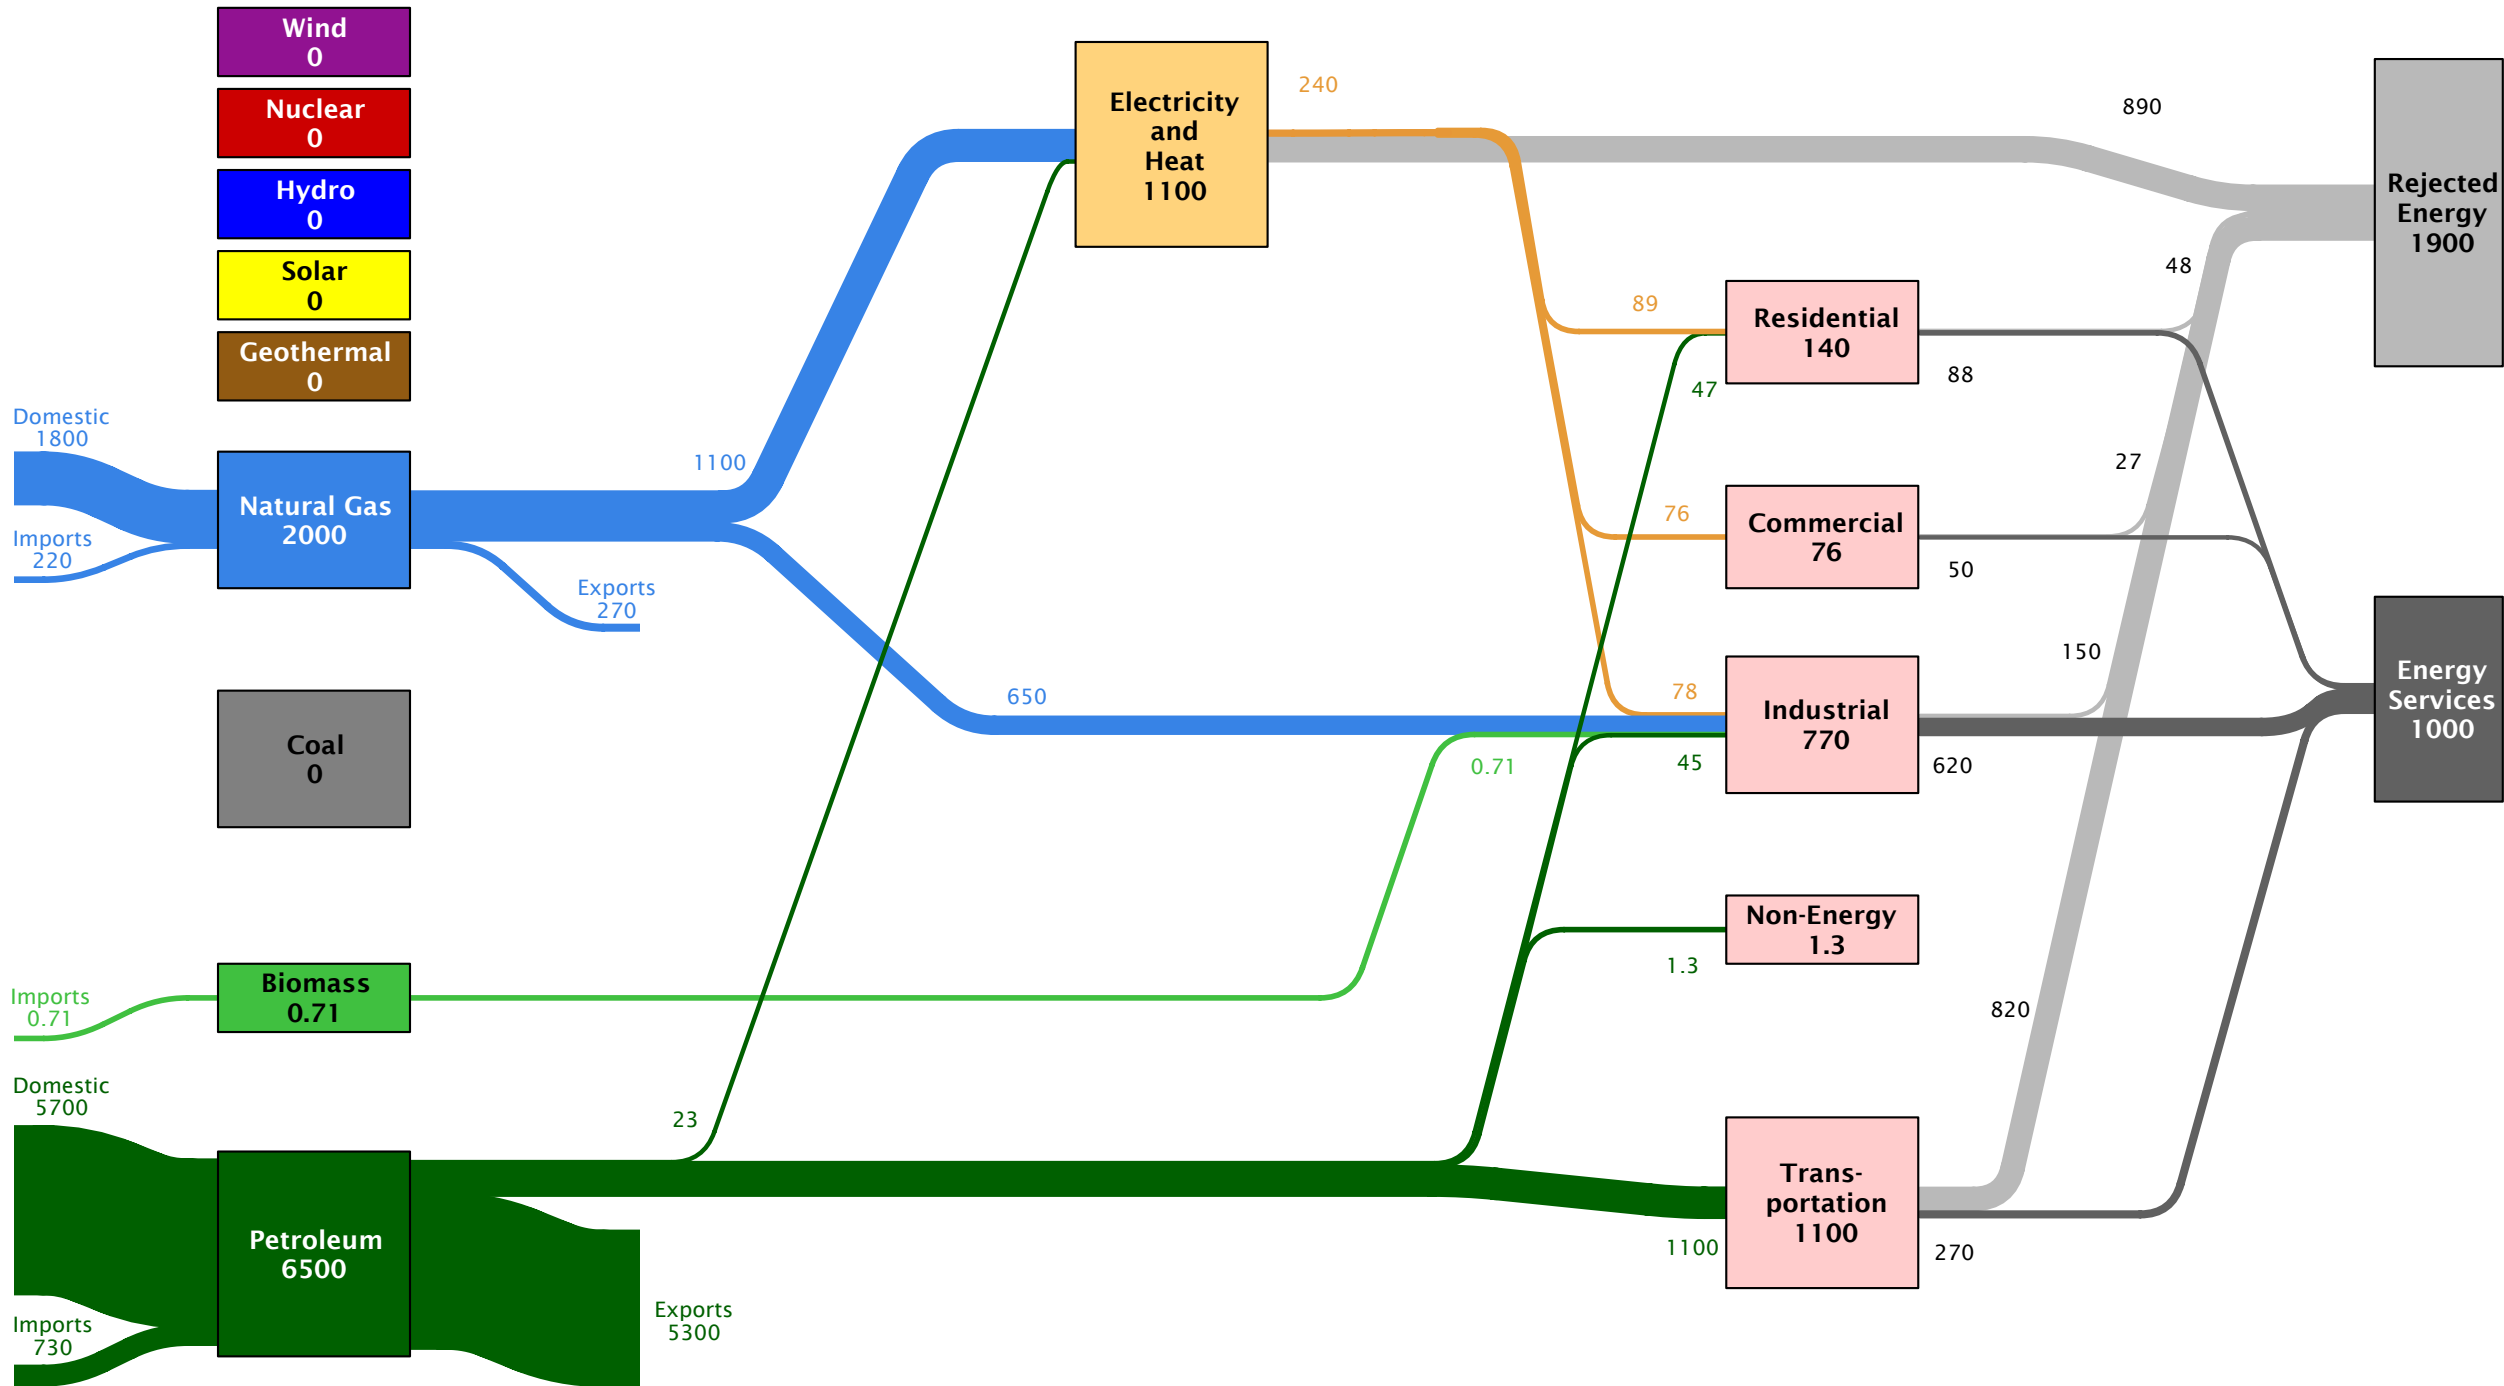 Wind
0
Nuclear
0
Hydro
0
Solar
0
Geothermal
0
Domestic
1800
Imports
220
Natural Gas
2000
1100
Exports
270
650
Coal
0
Imports
0.71
Biomass
0.71
0.71
Domestic
5700
Imports
730
Petroleum
6500
23
Exports
5300
Electricity
and
Heat
1100
240
89
47
76
78
45
1.3
1100
Residential
140
88
Commercial
76
50
Industrial
770
620
Non-Energy
1.3
Trans-
portation
1100
270
890
48
27
150
820
Rejected
Energy
1900
Energy
Services
1000